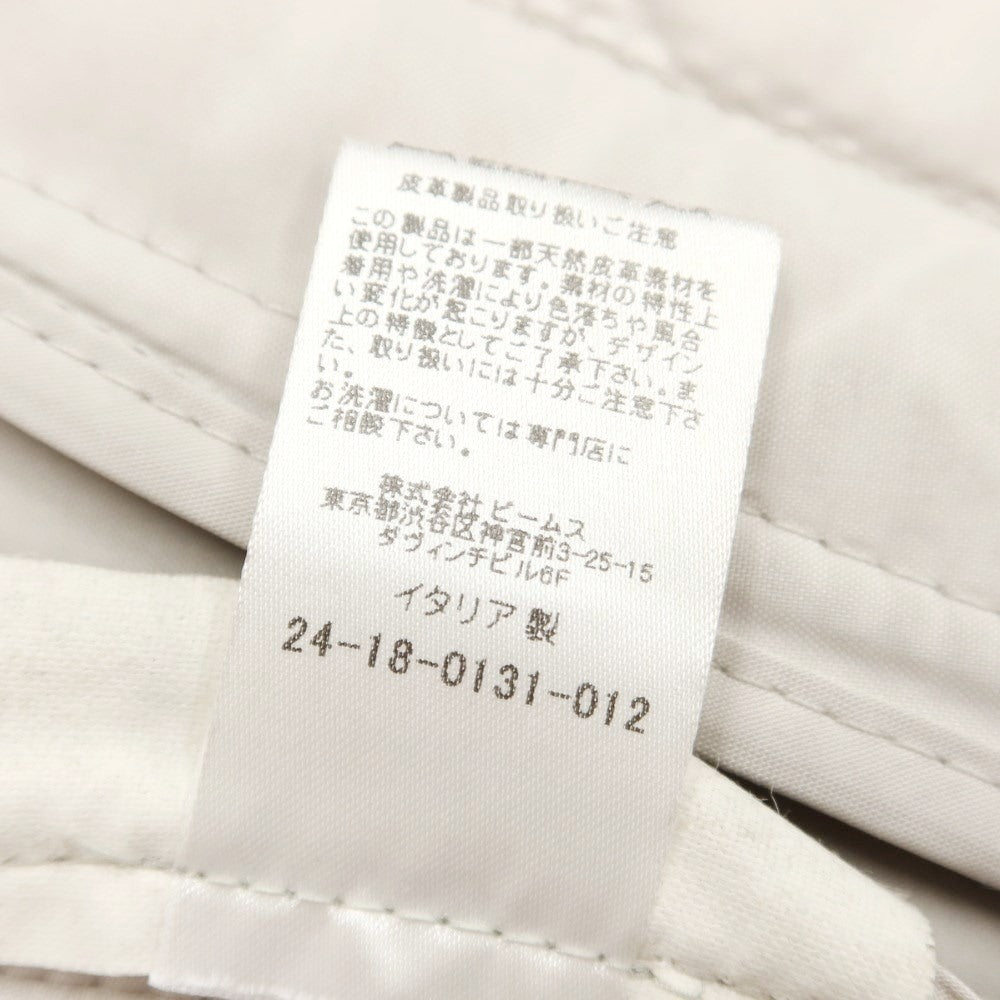 皮革製品取り扱いご注意
この製品は一部天然皮革素材を
使用しております。素材の特性上
着用や洗濯により色落ちや風合
い変化が起こりますが、デザイン
上の特徴としてご了承下さい。ま
た、取り扱いには十分ご注意下さ
い。
お洗濯については専門店に
ご相談下さい。
株式会社ビームス
東京都渋谷区神宮前3-25-15
ダヴィンチビル6F
イタリア製
24-18-0131-012